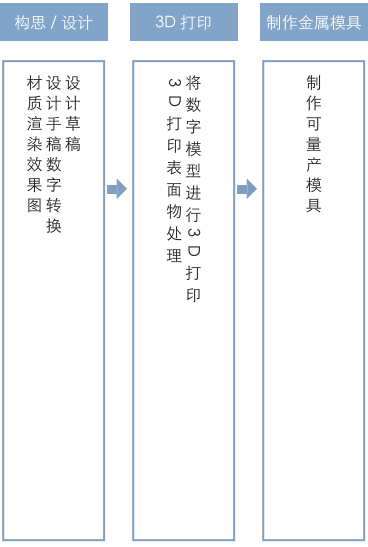 构思 / 设计
3D 打印
制作金属模具
设计草稿
设计手稿数字转换
材质渲染效果图
将数字模型进行3D打印
3D打印表面物处理
制作可量产模具